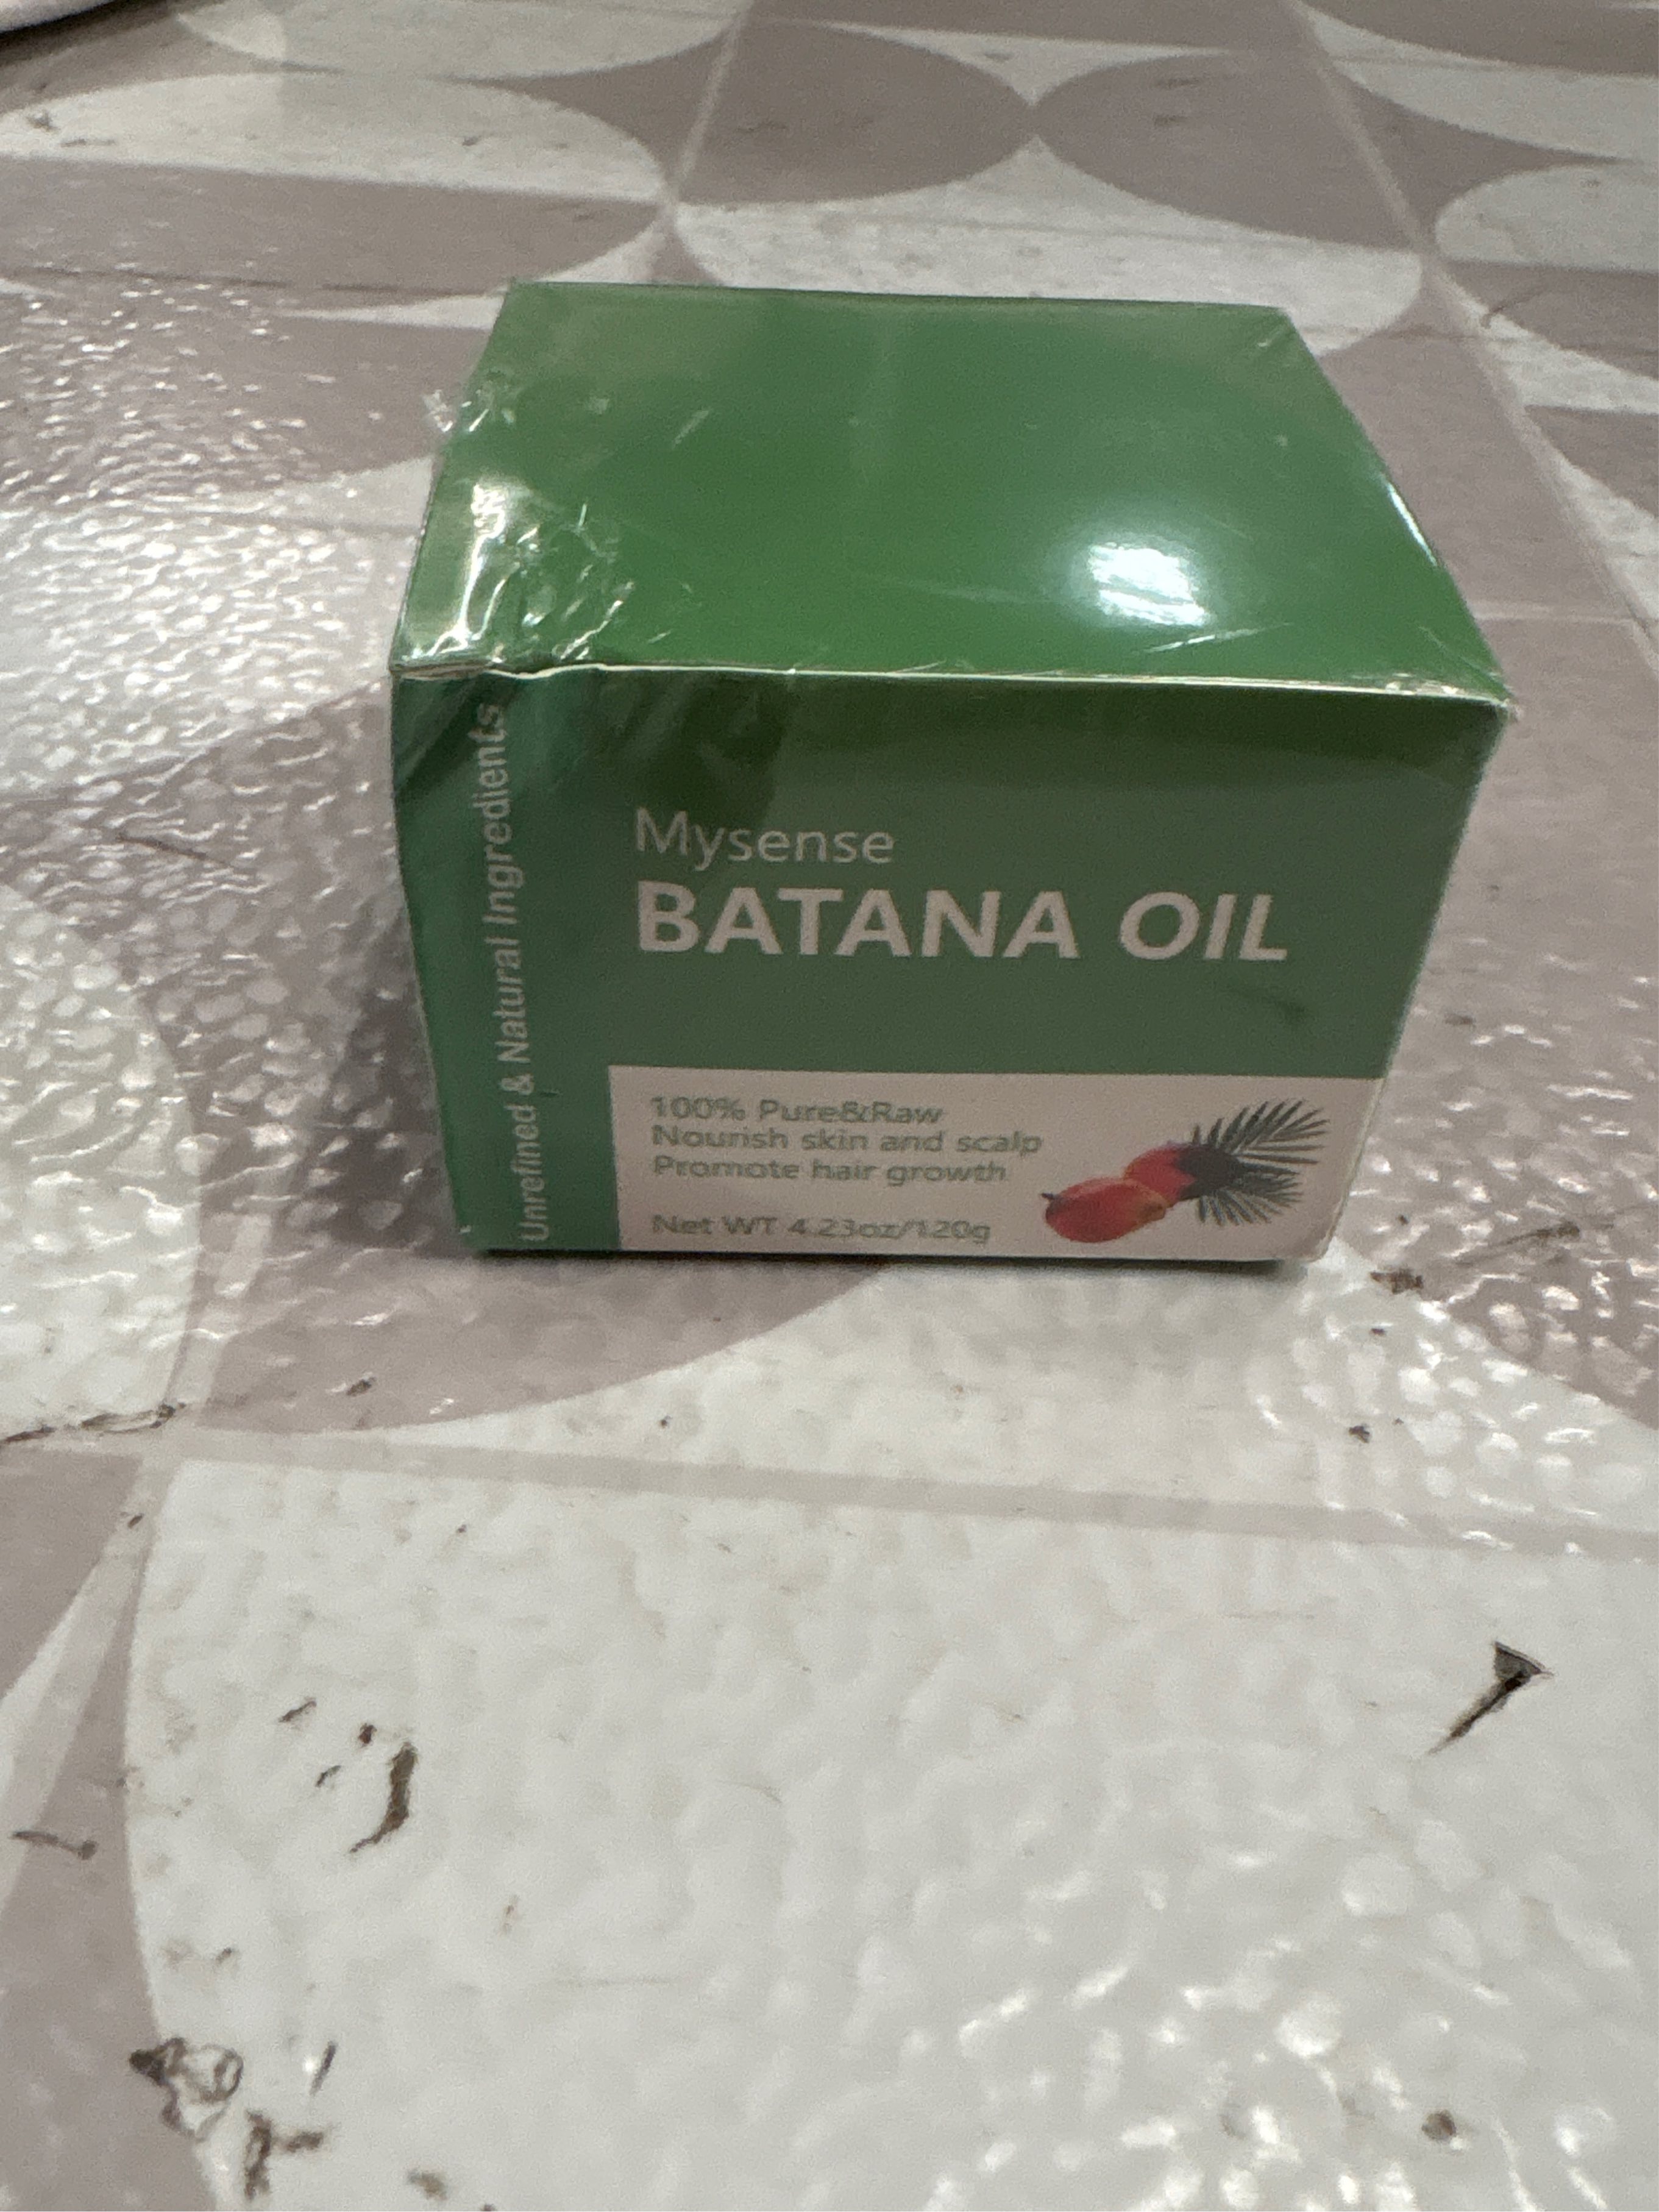 Unrefined & Natural Ingredients
Mysense
BATANA OIL
100% Pure&Raw
Nourish skin and scalp
Promote hair growth
Net WT 4.23oz/120g